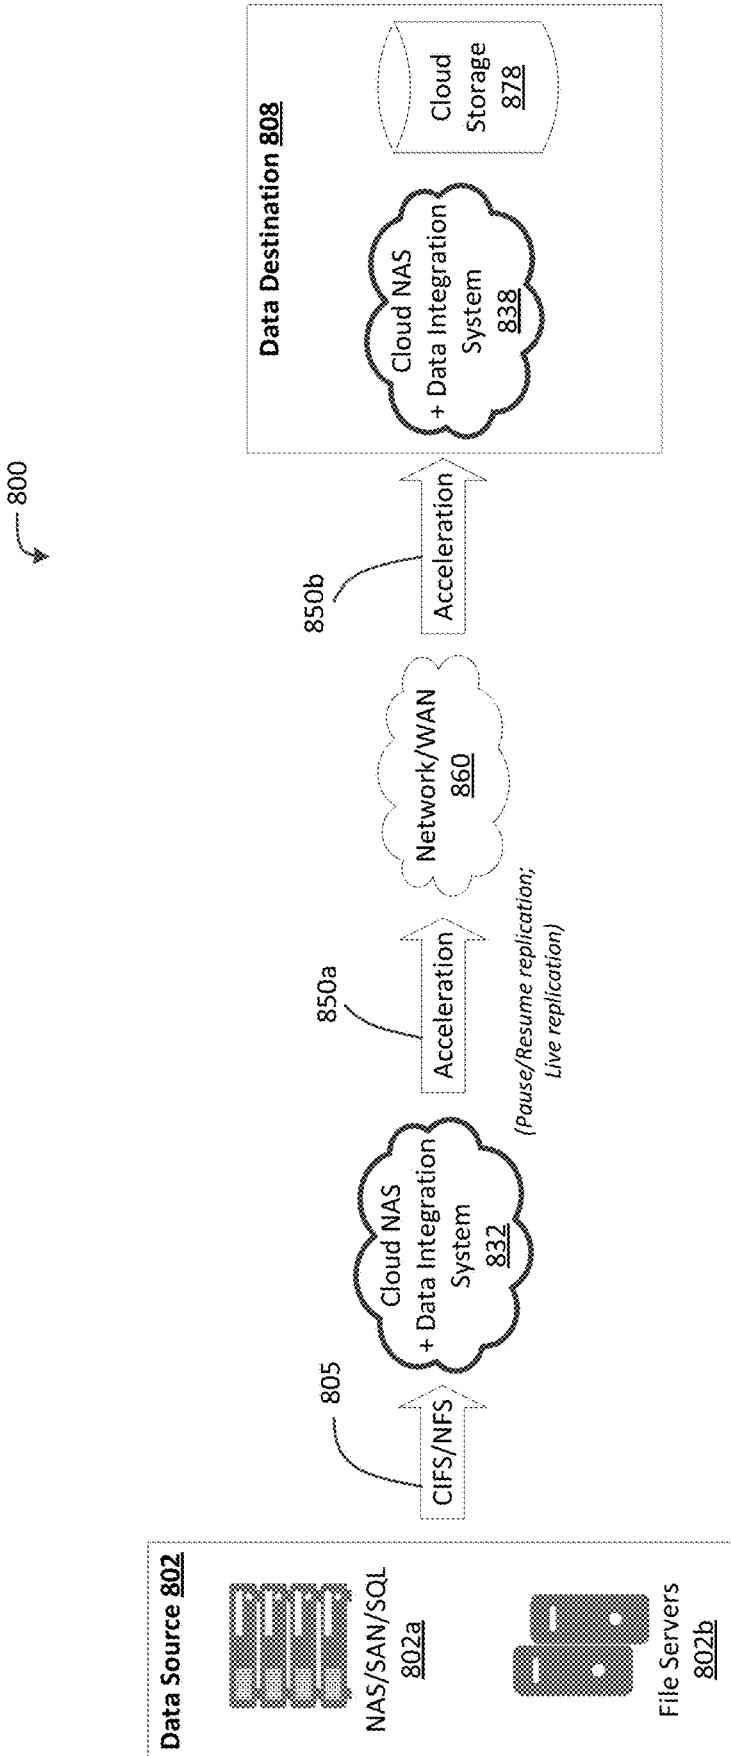 800
Data Source 802
NAS/SAN/SQL
802a
File Servers
802b
805
CIFS/NFS
Cloud NAS
+ Data Integration
System
832
850a
Acceleration
(Pause/Resume replication;
Live replication)
Network/WAN
860
850b
Acceleration
Data Destination 808
Cloud NAS
+ Data Integration
System
838
Cloud
Storage
878